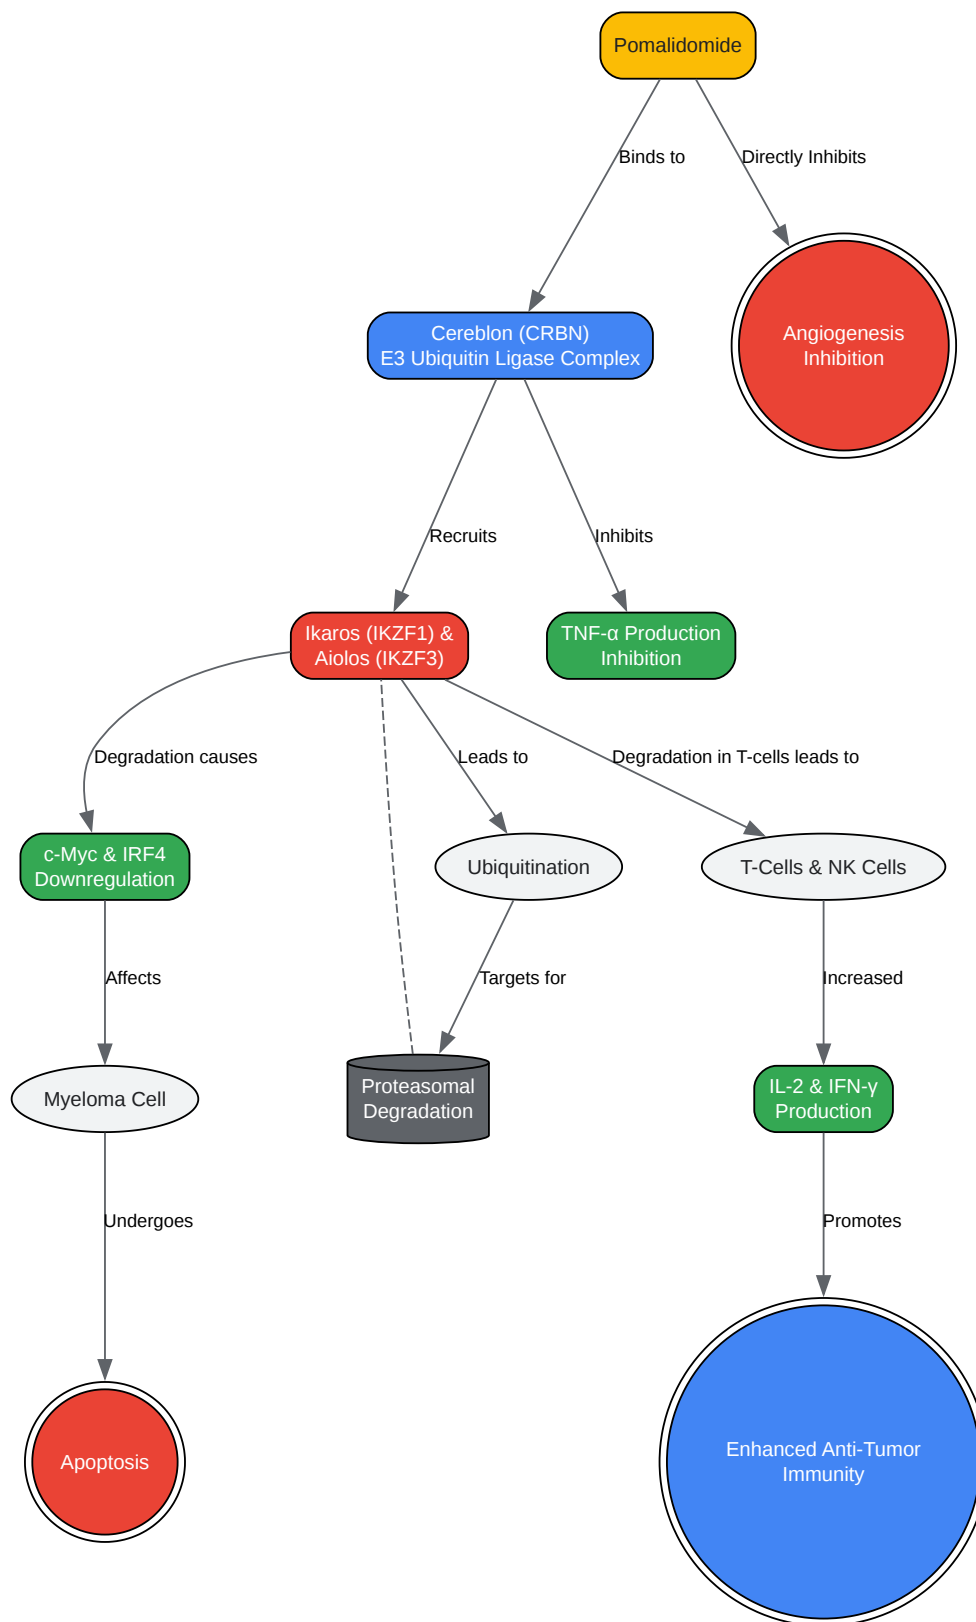 Pomalidomide
Binds to
Directly Inhibits
Cereblon (CRBN)
E3 Ubiquitin Ligase Complex
Angiogenesis
Inhibition
Recruits
Inhibits
Ikaros (IKZF1) &
Aiolos (IKZF3)
TNF-α Production
Inhibition
Degradation causes
Leads to
Degradation in T-cells leads to
c-Myc & IRF4
Downregulation
Ubiquitination
T-Cells & NK Cells
Affects
Targets for
Increased
Myeloma Cell
Proteasomal
Degradation
IL-2 & IFN-γ
Production
Undergoes
Promotes
Apoptosis
Enhanced Anti-Tumor
Immunity